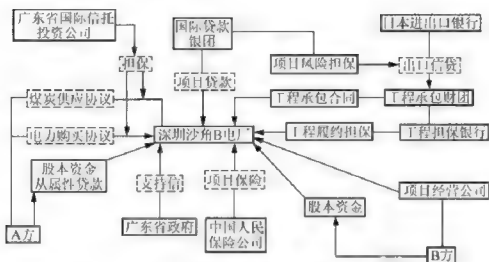 广东省国际信托
投资公司
国际贷款
银团
日本进出口银行
担保
项目风险担保
出口信贷
项目贷款
煤炭供应协议
工程承包合同
工程承包财团
电力购买协议
深圳沙角B电厂
工程履约担保
工程担保银行
股本资金
从属性贷款
支持信
项目保险
项目经营公司
股本资金
A方
广东省政府
中国人民
保险公司
B方